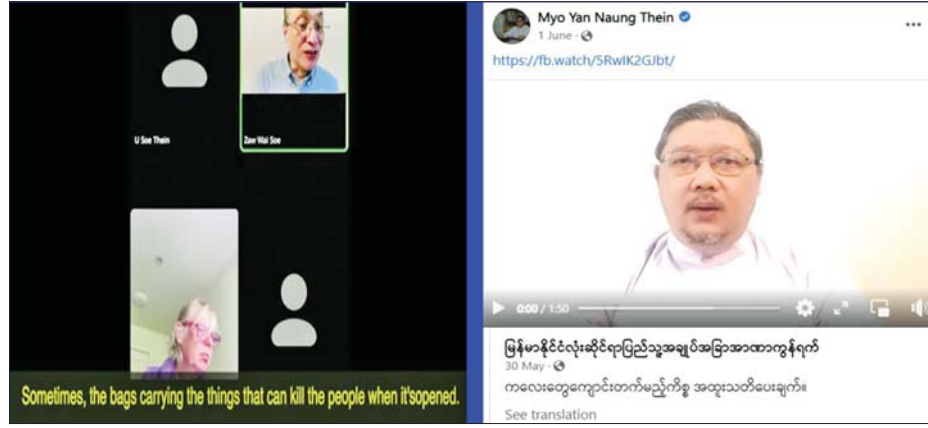 U Soe Thein
Zaw Wai Soe
Sometimes, the bags carrying the things that can kill the people when it'sopened.
Myo Yan Naung Thein
1 June ·
https://fb.watch/5RwIK2GJbt/
0:00 / 1:50
မြန်မာနိုင်ငံလုံးဆိုင်ရာပြည်သူ့အချုပ်အခြာအာဏာကွန်ရက်
30 May ·
ကလေးတွေကျောင်းတက်မည့်ကိစ္စ အထူးသတိပေးချက်။
See translation